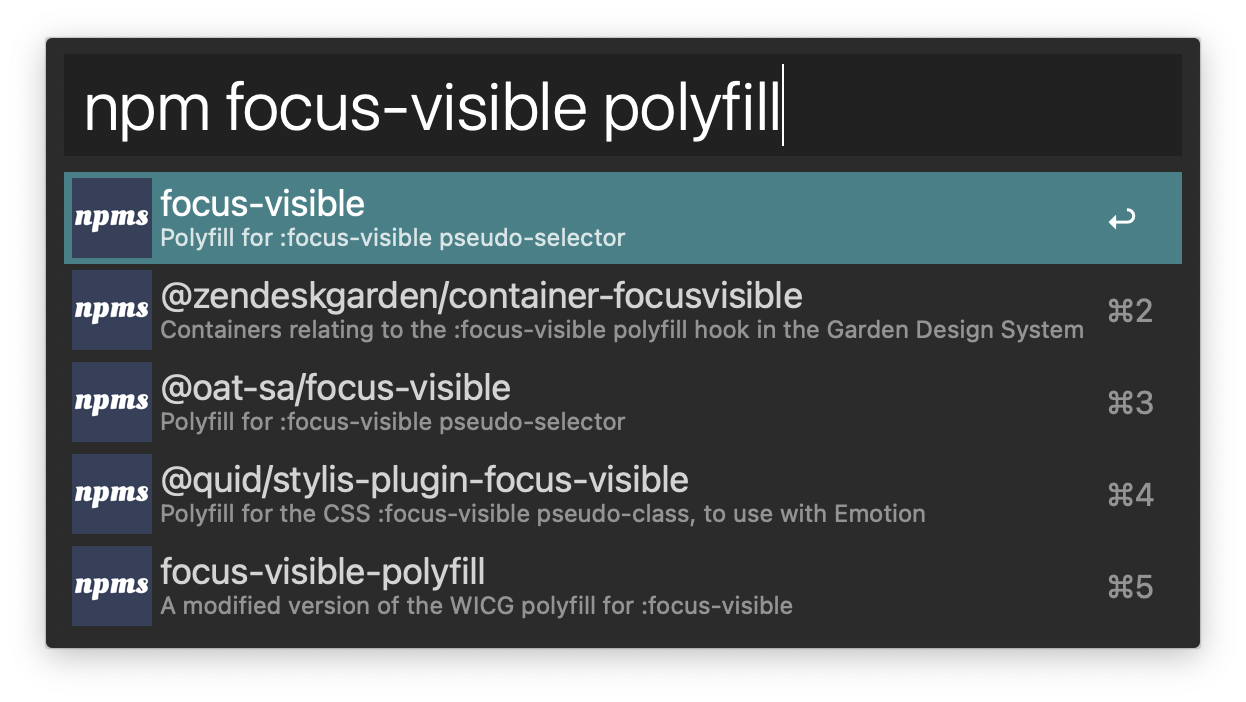 npm focus-visible polyfill
npms focus-visible ↩
Polyfill for :focus-visible pseudo-selector
npms @zendeskgarden/container-focusvisible ⌘2
Containers relating to the :focus-visible polyfill hook in the Garden Design System
npms @oat-sa/focus-visible ⌘3
Polyfill for :focus-visible pseudo-selector
npms @quid/stylis-plugin-focus-visible ⌘4
Polyfill for the CSS :focus-visible pseudo-class, to use with Emotion
npms focus-visible-polyfill ⌘5
A modified version of the WICG polyfill for :focus-visible